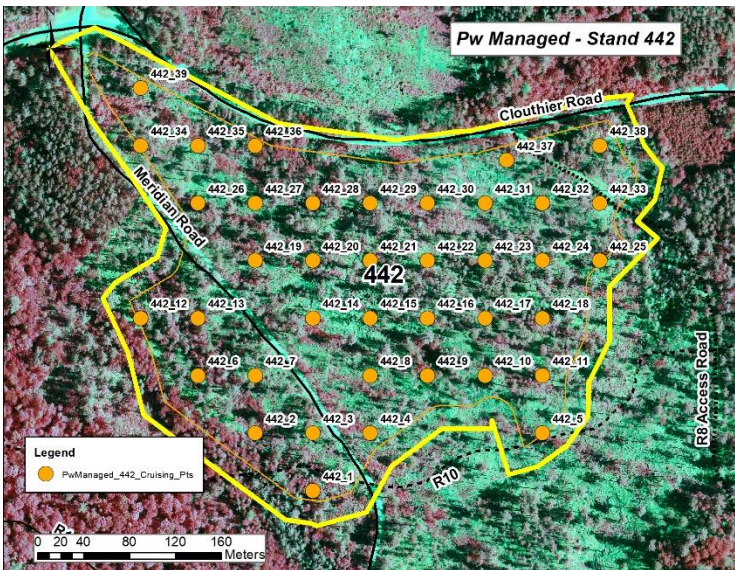 Pw Managed - Stand 442
442_39
Clouthier Road
442_34 442_35 442_36 442_37 442_38
Meridian Road
442_26 442_27 442_28 442_29 442_30 442_31 442_32 442_33
442_19 442_20 442_21 442_22 442_23 442_24 442_25
442
442_12 442_13 442_14 442_15 442_16 442_17 442_18
R8 Access Road
442_6 442_7 442_8 442_9 442_10 442_11
442_2 442_3 442_4 442_5
Legend
PwManaged_442_Cruising_Pts
442_1
R10
0 20 40 80 120 160
Meters